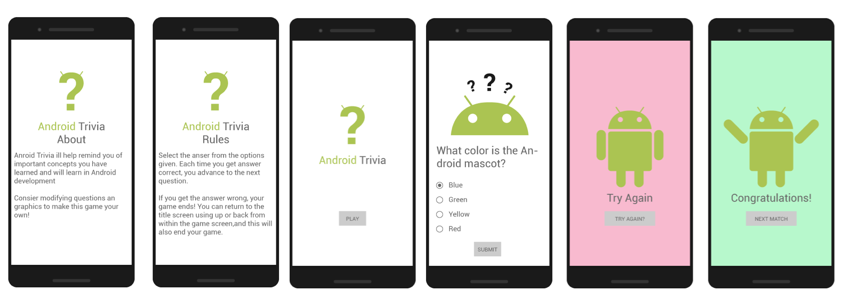 ?
Android Trivia
About
Anroid Trivia ill help remind you of
important concepts you have
learned and will learn in Android
development
Consier modifying questions an
graphics to make this game your
own!
?
Android Trivia
Rules
Select the anser from the options
given. Each time you get answer
correct, you advance to the next
question.
If you get the answer wrong, your
game ends! You can return to the
title screen using up or back from
within the game screen,and this will
also end your game.
?
Android Trivia
PLAY
? ? ?
What color is the An-
droid mascot?
Blue
Green
Yellow
Red
SUBMIT
Try Again
TRY AGAIN?
Congratulations!
NEXT MATCH